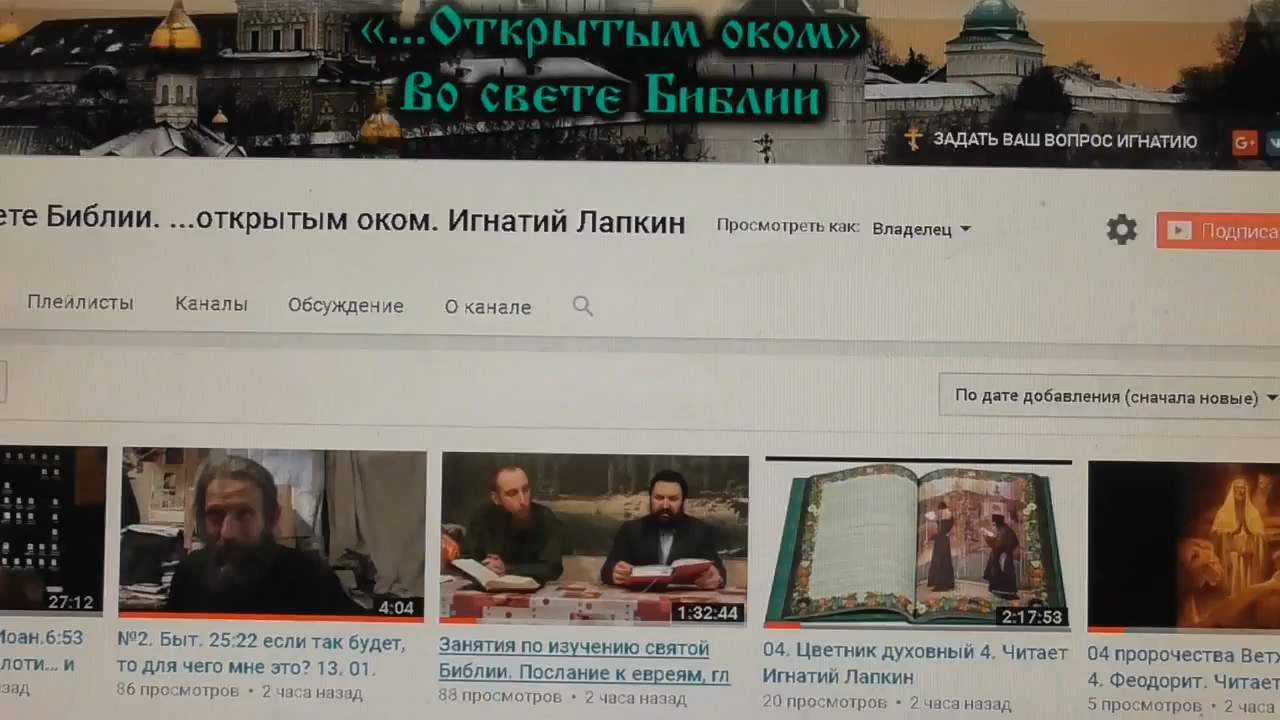 «...Открытым оком»
Во свете Библии
ЗАДАТЬ ВАШ ВОПРОС ИГНАТИЮ
G+
ете Библии. ...открытым оком. Игнатий Лапкин
Просмотреть как: Владелец
Подписа
Плейлисты Каналы Обсуждение О канале
По дате добавления (сначала новые)
27:12
4:04
1:32:44
2:17:53
Иоан.6:53
лоти... и
зад
№2. Быт. 25:22 если так будет,
то для чего мне это? 13. 01.
86 просмотров • 2 часа назад
Занятия по изучению святой
Библии. Послание к евреям, гл
88 просмотров • 2 часа назад
04. Цветник духовный 4. Читает
Игнатий Лапкин
20 просмотров • 2 часа назад
04 пророчества Ветх
4. Феодорит. Читает
5 просмотров • 2 часа